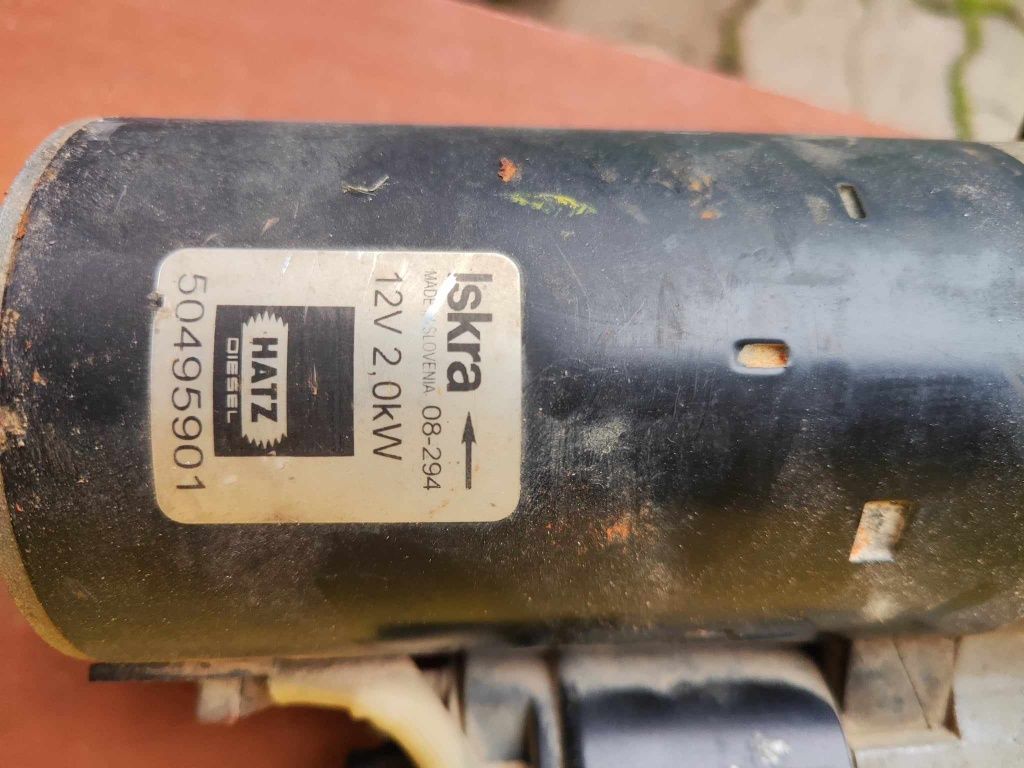 Iskra
MADE IN SLOVENIA 08-294
12V 2,0kW
HATZ
DIESEL
50495901